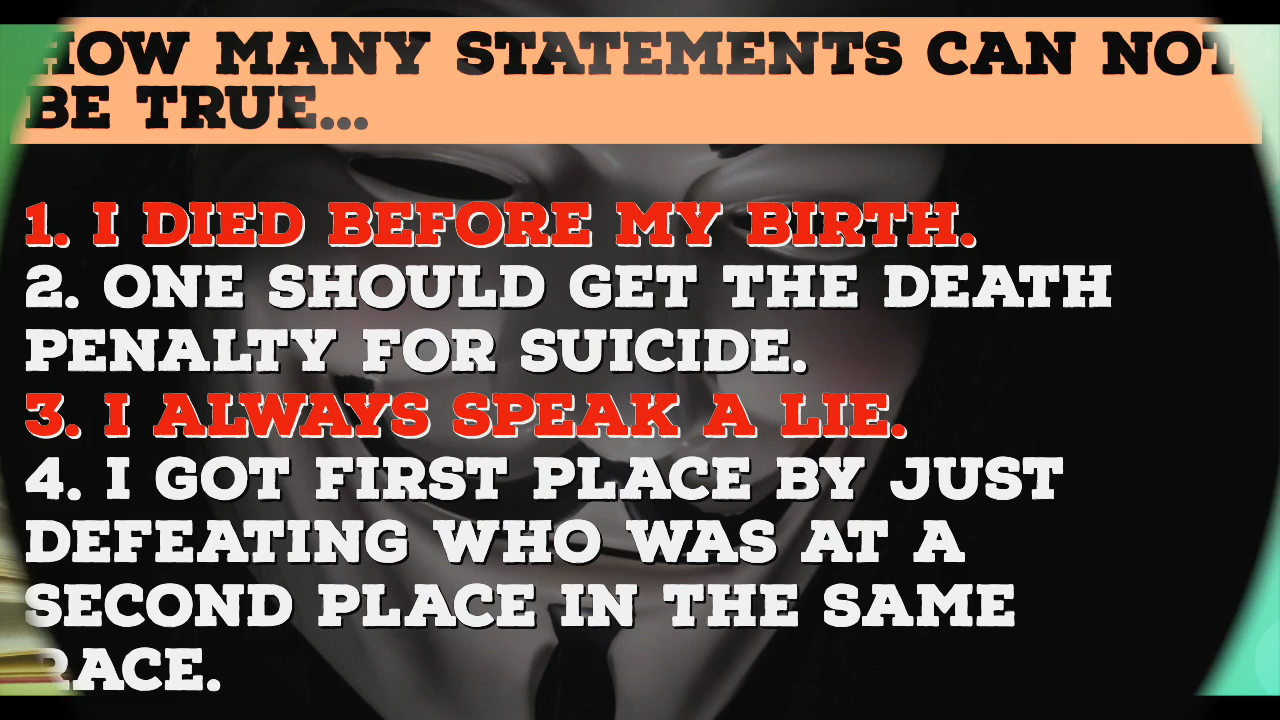 HOW MANY STATEMENTS CAN NOT
BE TRUE...
1. I DIED BEFORE MY BIRTH.
2. ONE SHOULD GET THE DEATH
PENALTY FOR SUICIDE.
3. I ALWAYS SPEAK A LIE.
4. I GOT FIRST PLACE BY JUST
DEFEATING WHO WAS AT A
SECOND PLACE IN THE SAME
RACE.